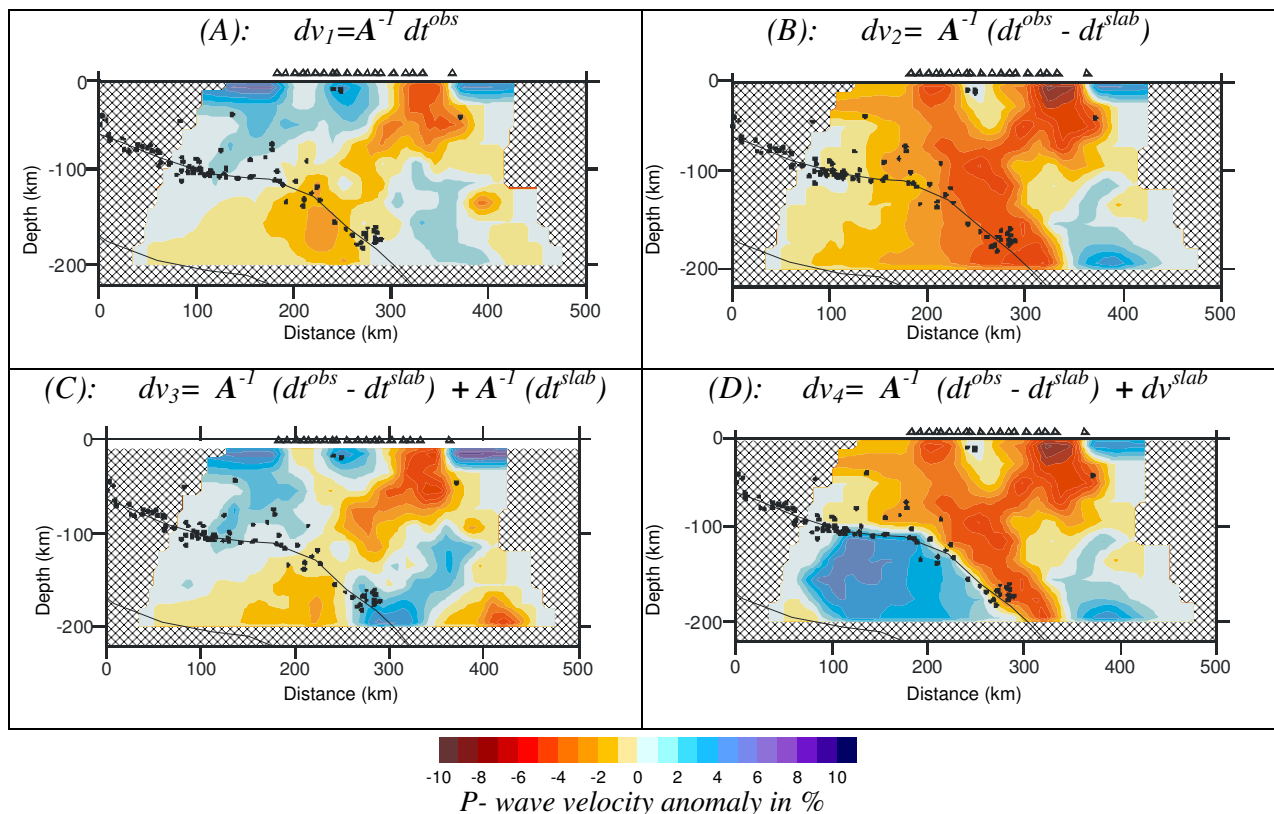 (A): dv₁=A⁻¹ dtᵒᵇˢ
0
-100
-200
Depth (km)
0 100 200 300 400 500
Distance (km)
(B): dv₂= A⁻¹ (dtᵒᵇˢ - dtˢˡᵃᵇ)
0
-100
-200
Depth (km)
0 100 200 300 400 500
Distance (km)
(C): dv₃= A⁻¹ (dtᵒᵇˢ - dtˢˡᵃᵇ) + A⁻¹ (dtˢˡᵃᵇ)
0
-100
-200
Depth (km)
0 100 200 300 400 500
Distance (km)
(D): dv₄= A⁻¹ (dtᵒᵇˢ - dtˢˡᵃᵇ) + dvˢˡᵃᵇ
0
-100
-200
Depth (km)
0 100 200 300 400 500
Distance (km)
-10 -8 -6 -4 -2 0 2 4 6 8 10
P- wave velocity anomaly in %